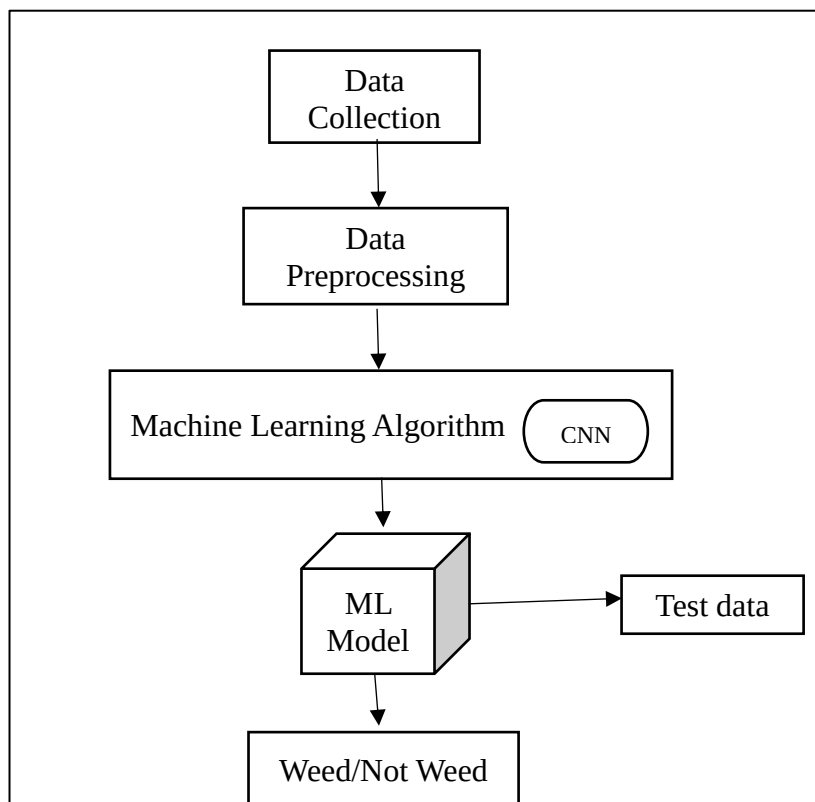 Data
Collection
Data
Preprocessing
Machine Learning Algorithm
CNN
ML
Model
Test data
Weed/Not Weed